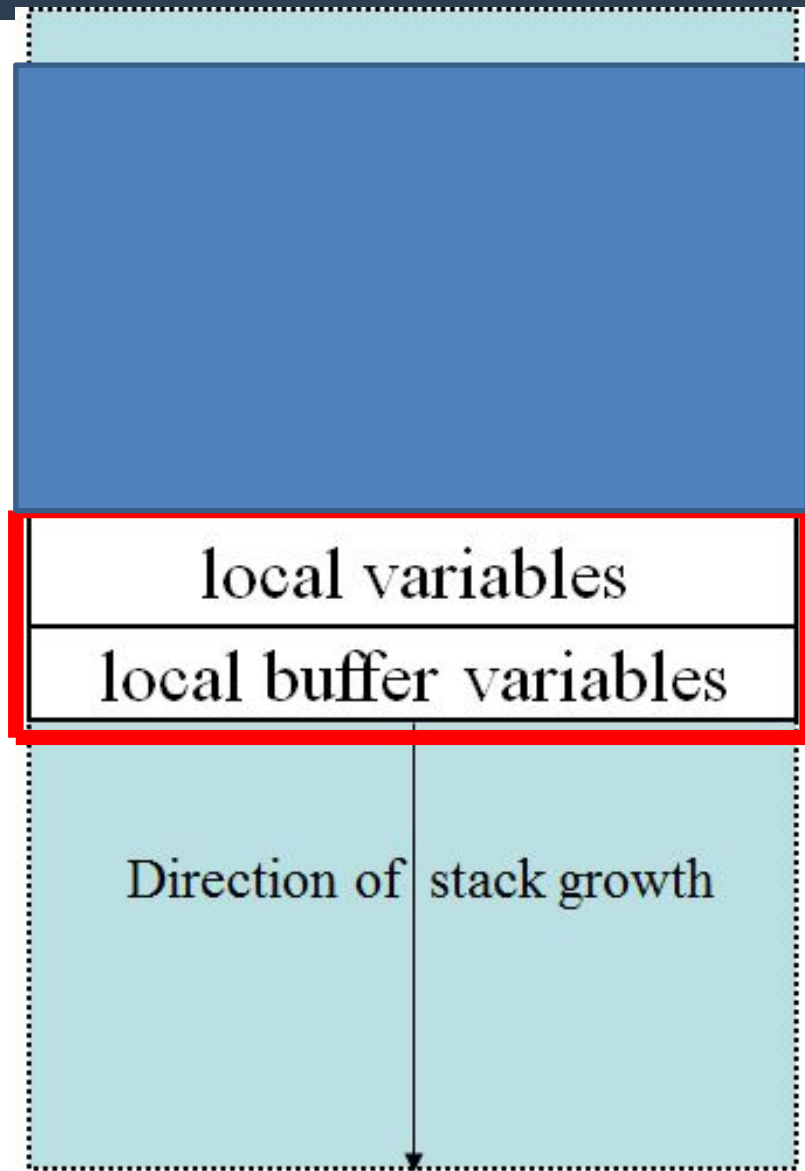 local variables
local buffer variables
Direction of stack growth